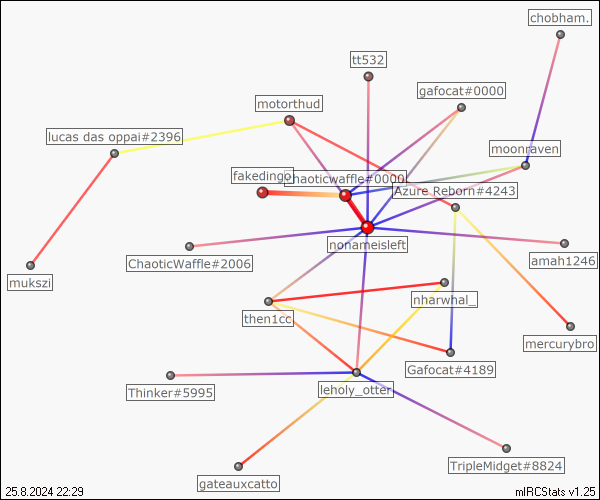 chobham.
tt532
gafocat#0000
motorthud
lucas das oppai#2396
moonraven
fakedingo
Chaoticwaffle#0000
Azure Reborn#4243
nonameisleft
ChaoticWaffle#2006
amah1246
mukszi
nharwhal_
then1cc
mercurybro
Gafocat#4189
Thinker#5995
leholy_otter
TripleMidget#8824
gateauxcatto
25.8.2024 22:29
mIRCStats v1.25